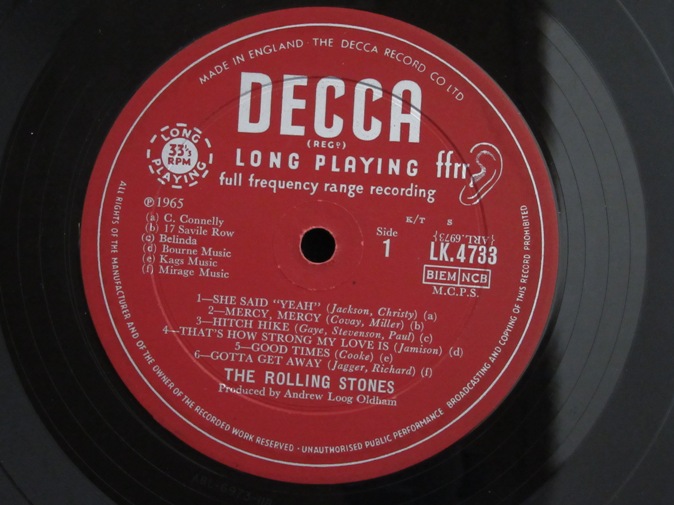 MADE IN ENGLAND THE DECCA RECORD CO LTD
DECCA
(REGD.)
LONG PLAYING ffrr
full frequency range recording
LONG PLAYING
33⅓
RPM
℗1965
(a) C. Connelly
(b) 17 Savile Row
(c) Belinda
(d) Bourne Music
(e) Kags Music
(f) Mirage Music
K/T S
Side
1
{ARL.6973}
LK.4733
BIEM NCB
M.C.P.S.
1—SHE SAID "YEAH" (Jackson, Christy) (a)
2—MERCY, MERCY (Covay, Miller) (b)
3—HITCH HIKE (Gaye, Stevenson, Paul) (c)
4—THAT'S HOW STRONG MY LOVE IS (Jamison) (d)
5—GOOD TIMES (Cooke) (e)
6—GOTTA GET AWAY (Jagger, Richard) (f)
THE ROLLING STONES
Produced by Andrew Loog Oldham
ALL RIGHTS OF THE MANUFACTURER AND OF THE OWNER OF THE RECORDED WORK RESERVED · UNAUTHORISED PUBLIC PERFORMANCE BROADCASTING AND COPYING OF THIS RECORD PROHIBITED